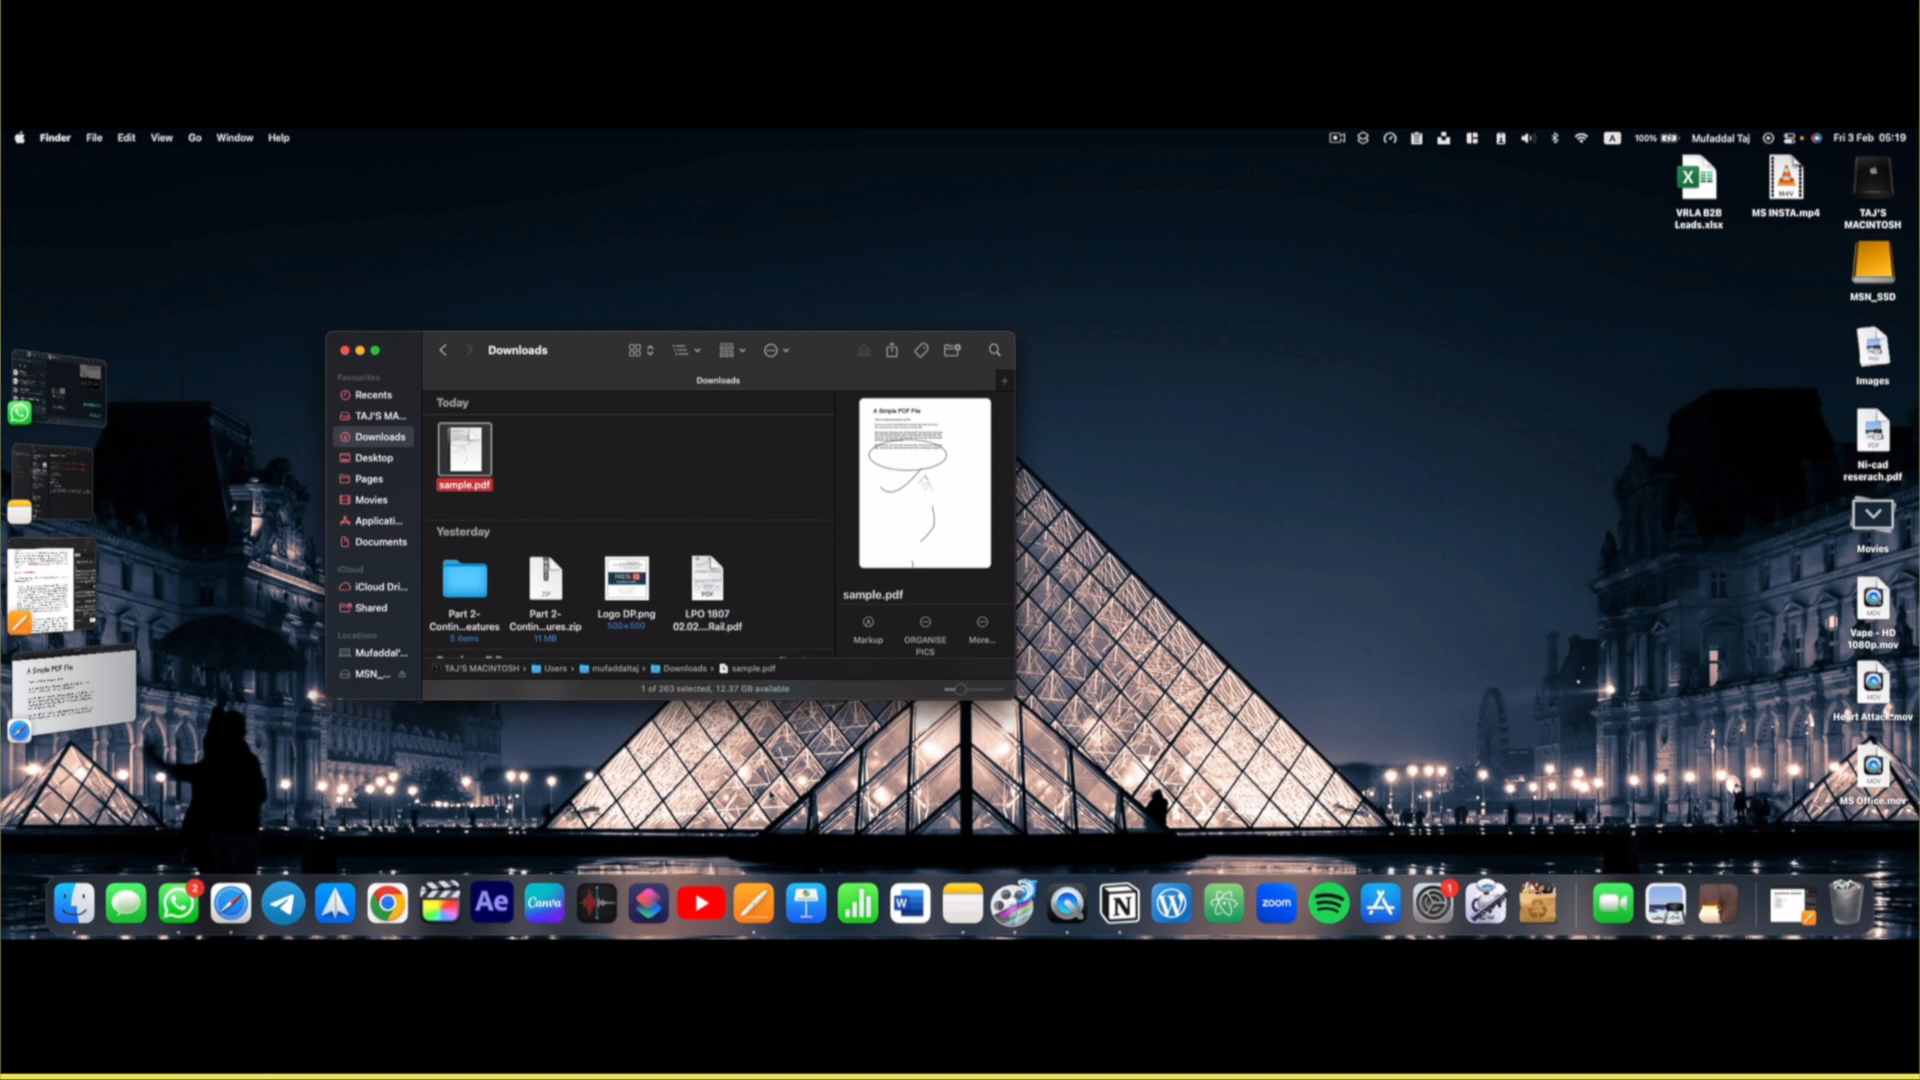 Finder File Edit View Go Window Help
100% Mufaddal Taj Fri 3 Feb 05:19
VRLA B2B
Leads.xlsx
MS INSTA.mp4
TAJ'S
MACINTOSH
MSN_SSD
Images
Ni-cad
reserach.pdf
Movies
Vape - HD
1080p.mov
Heart Attack.mov
MS Office.mov
Downloads
Downloads
Favourites
Recents
TAJ'S MA...
Downloads
Desktop
Pages
Movies
Applicati...
Documents
iCloud
iCloud Dri...
Shared
Locations
Mufaddal'...
MSN_...
Today
sample.pdf
Yesterday
Part 2-
Contin...eatures
5 items
ZIP
Part 2-
Contin...ures.zip
11 MB
Logo DP.png
500×500
PDF
LPO 1807
02.02....Rail.pdf
A Simple PDF File
sample.pdf
Markup
ORGANISE
PICS
More...
TAJ'S MACINTOSH › Users › mufaddaltaj › Downloads › sample.pdf
1 of 263 selected, 12.37 GB available
A Simple PDF File
2
Ae
Canva
W
N
zoom
1